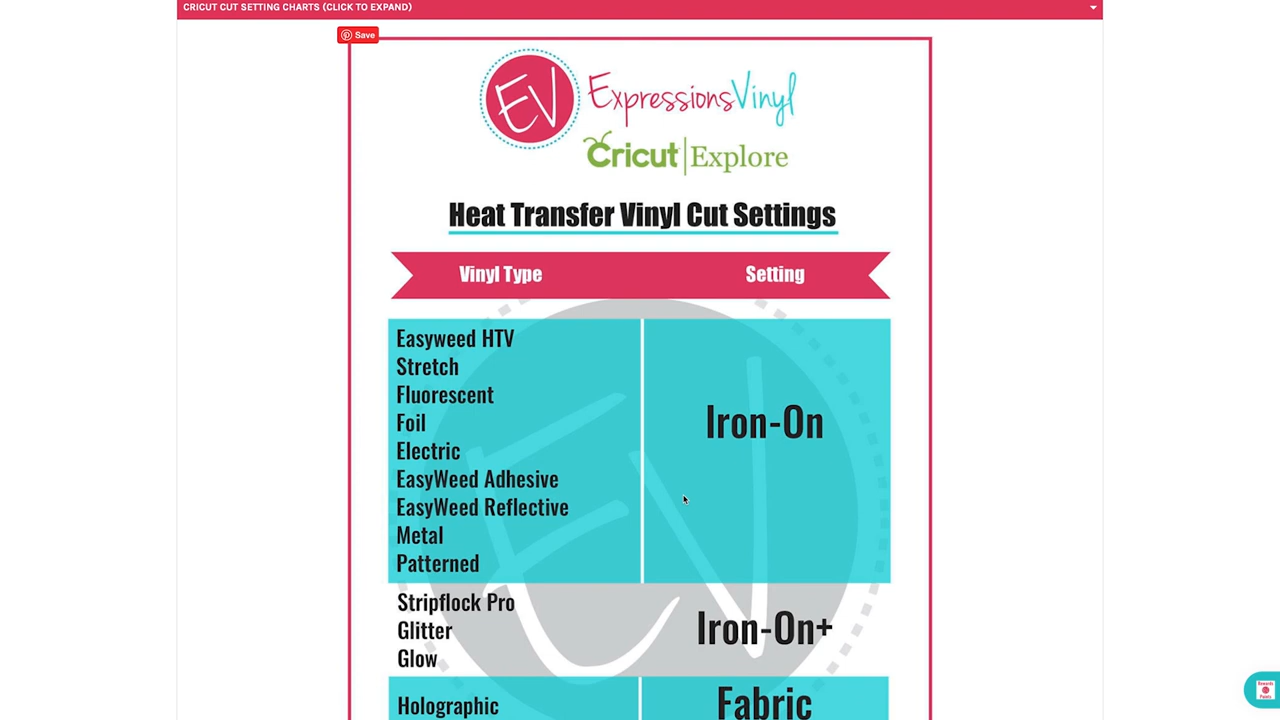 CRICUT CUT SETTING CHARTS (CLICK TO EXPAND)
Save
EV ExpressionsVinyl
Cricut | Explore
Heat Transfer Vinyl Cut Settings
Vinyl Type Setting
Easyweed HTV
Stretch
Fluorescent
Foil
Electric
EasyWeed Adhesive
EasyWeed Reflective
Metal
Patterned
Iron-On
Stripflock Pro
Glitter
Glow
Iron-On+
Holographic
Fabric
Rewards
Points